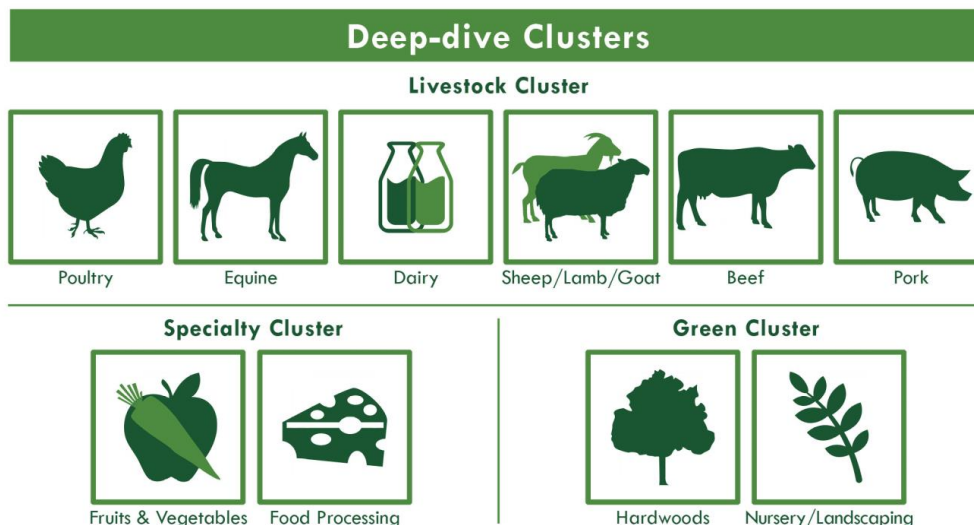 Deep-dive Clusters
Livestock Cluster
Poultry
Equine
Dairy
Sheep/Lamb/Goat
Beef
Pork
Specialty Cluster
Fruits & Vegetables
Food Processing
Green Cluster
Hardwoods
Nursery/Landscaping